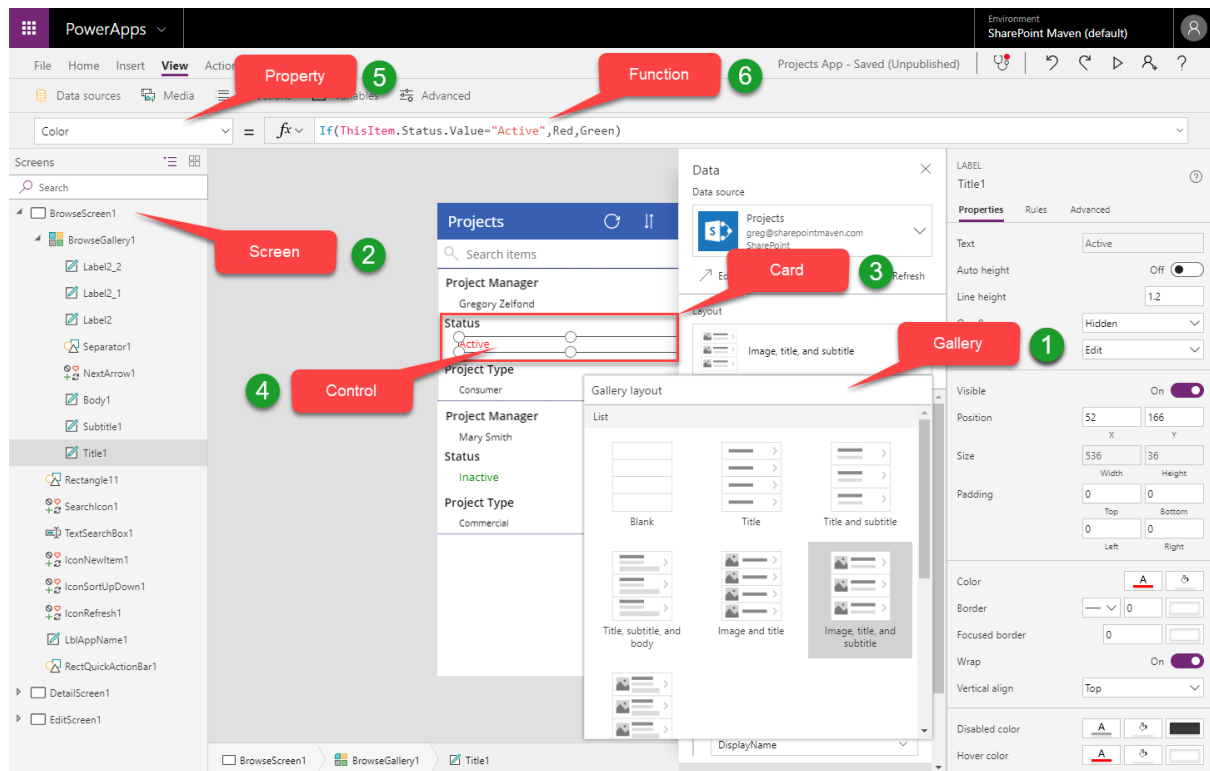 PowerApps
Environment
SharePoint Maven (default)
File Home Insert View
Property
5
Function
6
Projects App - Saved (Unpublished)
?
Data sources Media Advanced
Color = fx If(ThisItem.Status.Value="Active",Red,Green)
Screens
Search
BrowseScreen1
BrowseGallery1
Label2_2
Label2_1
Label2
Separator1
NextArrow1
Body1
Subtitle1
Title1
Rectangle11
SearchIcon1
TextSearchBox1
IconNewItem1
IconSortUpDown1
IconRefresh1
LblAppName1
RectQuickActionBar1
DetailScreen1
EditScreen1
Screen
2
Projects
Search items
Project Manager
Gregory Zelfond
Status
Active
Project Type
Consumer
Project Manager
Mary Smith
Status
Inactive
Project Type
Commercial
4
Control
Data
Data source
Projects
greg@sharepointmaven.com
SharePoint
Refresh
Card
3
Layout
Image, title, and subtitle
Gallery
1
Gallery layout
List
Blank
Title
Title and subtitle
Title, subtitle, and
body
Image and title
Image, title, and
subtitle
DisplayName
LABEL
Title1
?
Properties Rules Advanced
Text Active
Auto height Off
Line height 1.2
Hidden
Edit
Visible On
Position 52 166
X Y
Size 536 36
Width Height
Padding 0 0
Top Bottom
0 0
Left Right
Color A
Border 0
Focused border 0
Wrap On
Vertical align Top
Disabled color A
Hover color A
BrowseScreen1 BrowseGallery1 Title1